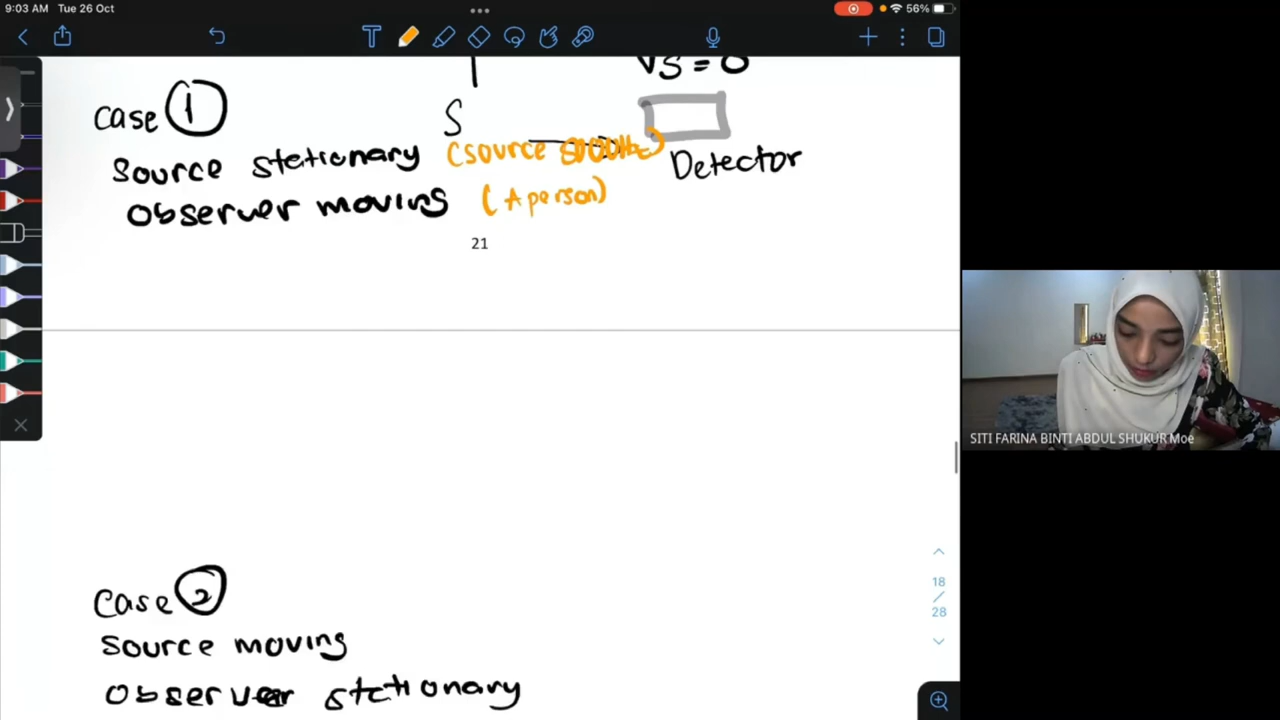 9:03 AM Tue 26 Oct
56%
T
VS = 0
case 1
S
Source stationary (source
Detector
observer moving (A person)
21
SITI FARINA BINTI ABDUL SHUKUR Moe
18
/
28
case 2
Source moving
observer stationary